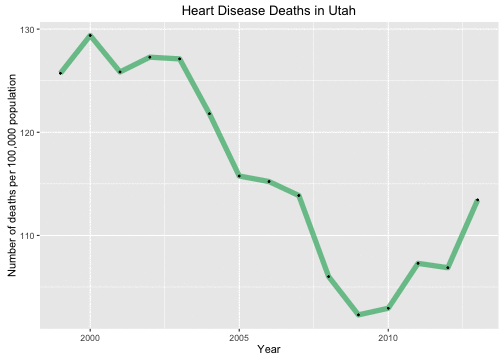 Heart Disease Deaths in Utah
130
120
110
Number of deaths per 100,000 population
2000
2005
2010
Year